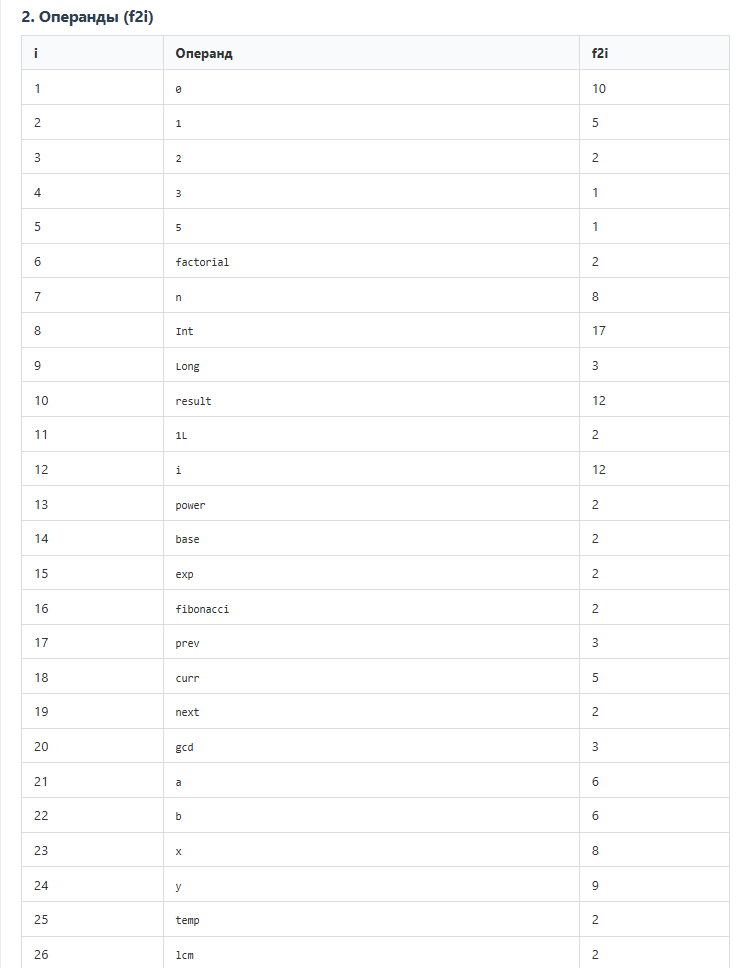 2. Операнды (f2i)
i Операнд f2i
1 0 10
2 1 5
3 2 2
4 3 1
5 5 1
6 factorial 2
7 n 8
8 Int 17
9 Long 3
10 result 12
11 1L 2
12 i 12
13 power 2
14 base 2
15 exp 2
16 fibonacci 2
17 prev 3
18 curr 5
19 next 2
20 gcd 3
21 a 6
22 b 6
23 x 8
24 y 9
25 temp 2
26 lcm 2